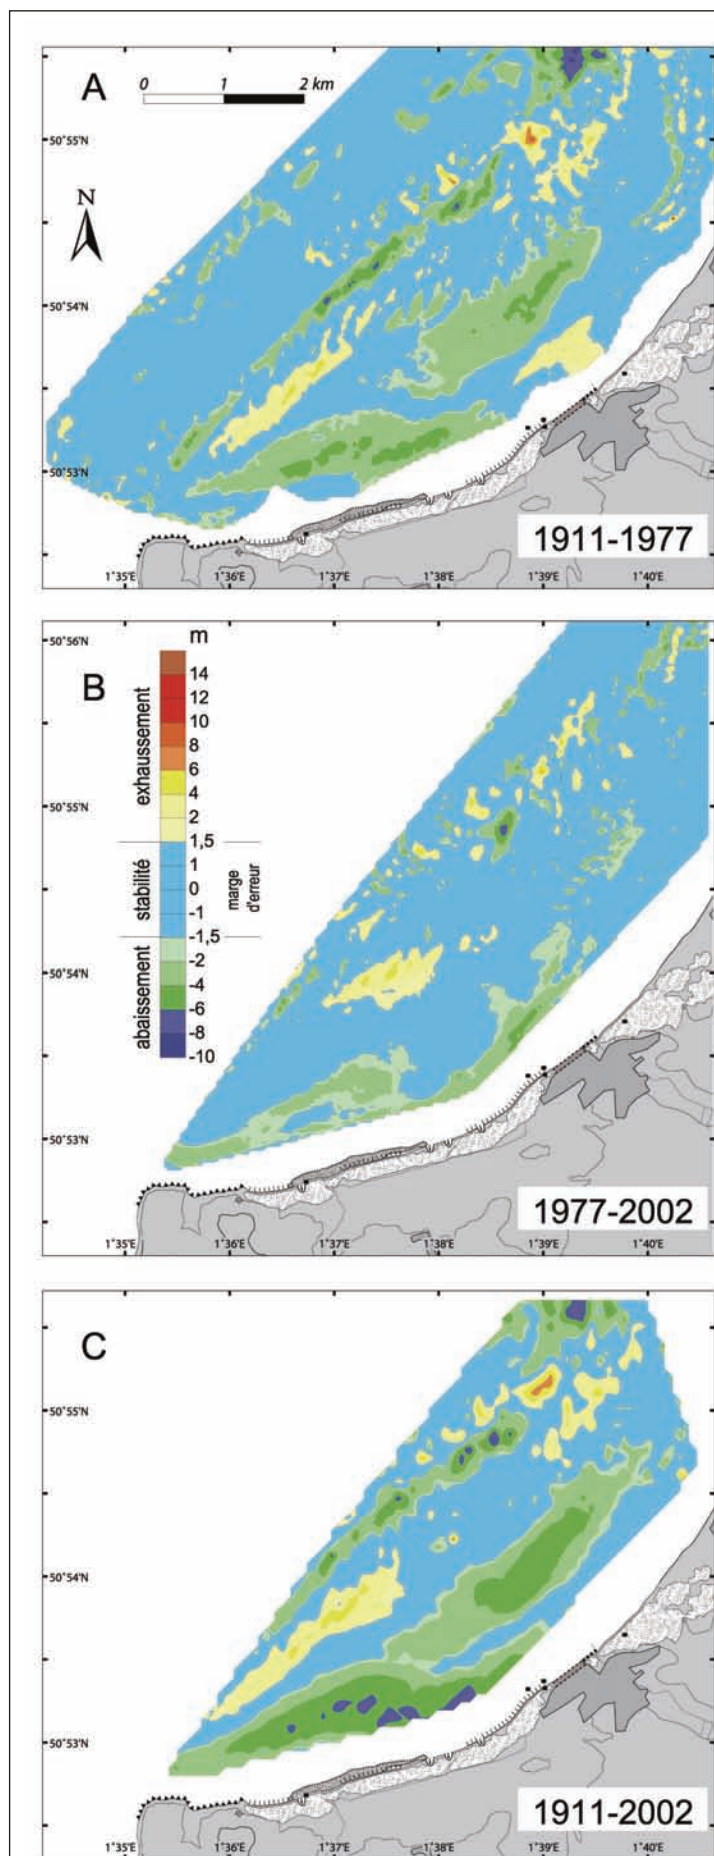 A
0 1 2 km
N
50°55'N
50°54'N
50°53'N
1911-1977
1°35'E 1°36'E 1°37'E 1°38'E 1°39'E 1°40'E
50°56'N
B
m
exhaussement
14
12
10
8
6
4
2
1,5
stabilité
marge d'erreur
1
0
-1
-1,5
abaissement
-2
-4
-6
-8
-10
50°55'N
50°54'N
50°53'N
1977-2002
1°35'E 1°36'E 1°37'E 1°38'E 1°39'E 1°40'E
C
50°55'N
50°54'N
50°53'N
1911-2002
1°35'E 1°36'E 1°37'E 1°38'E 1°39'E 1°40'E